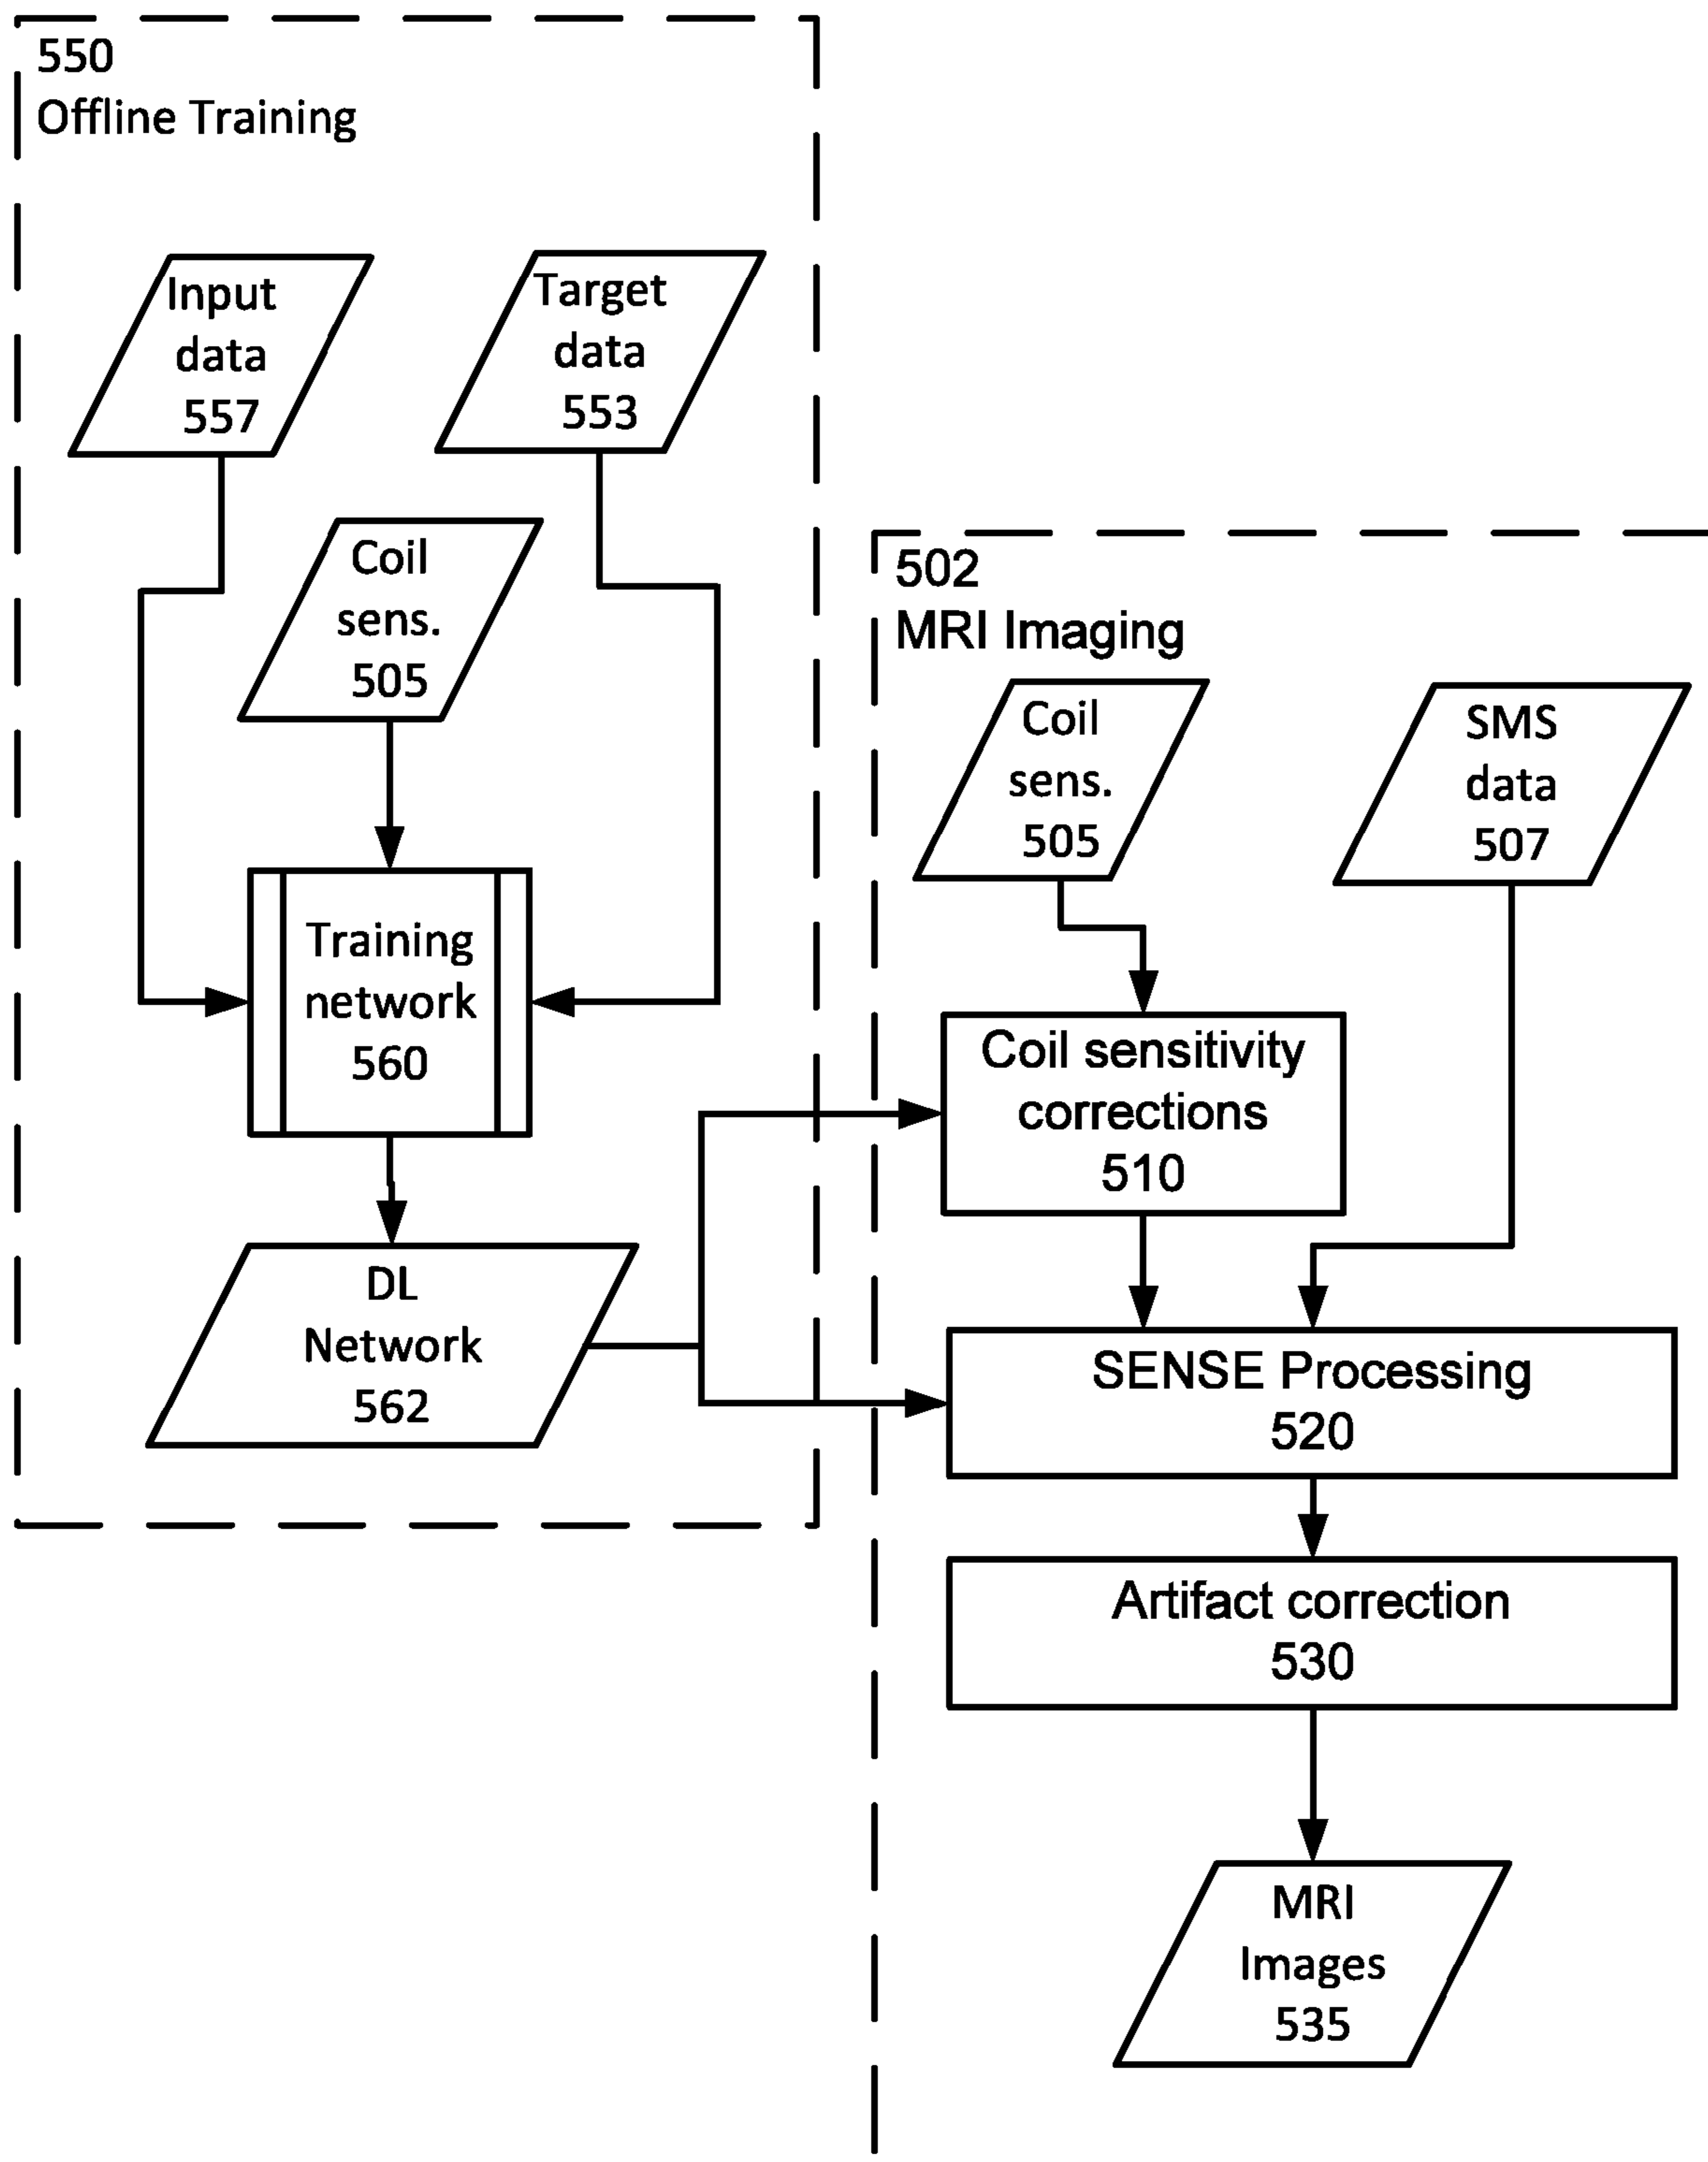 550
Offline Training
Input
data
557
Target
data
553
Coil
sens.
505
Training
network
560
DL
Network
562
502
MRI Imaging
Coil
sens.
505
SMS
data
507
Coil sensitivity
corrections
510
SENSE Processing
520
Artifact correction
530
MRI
Images
535